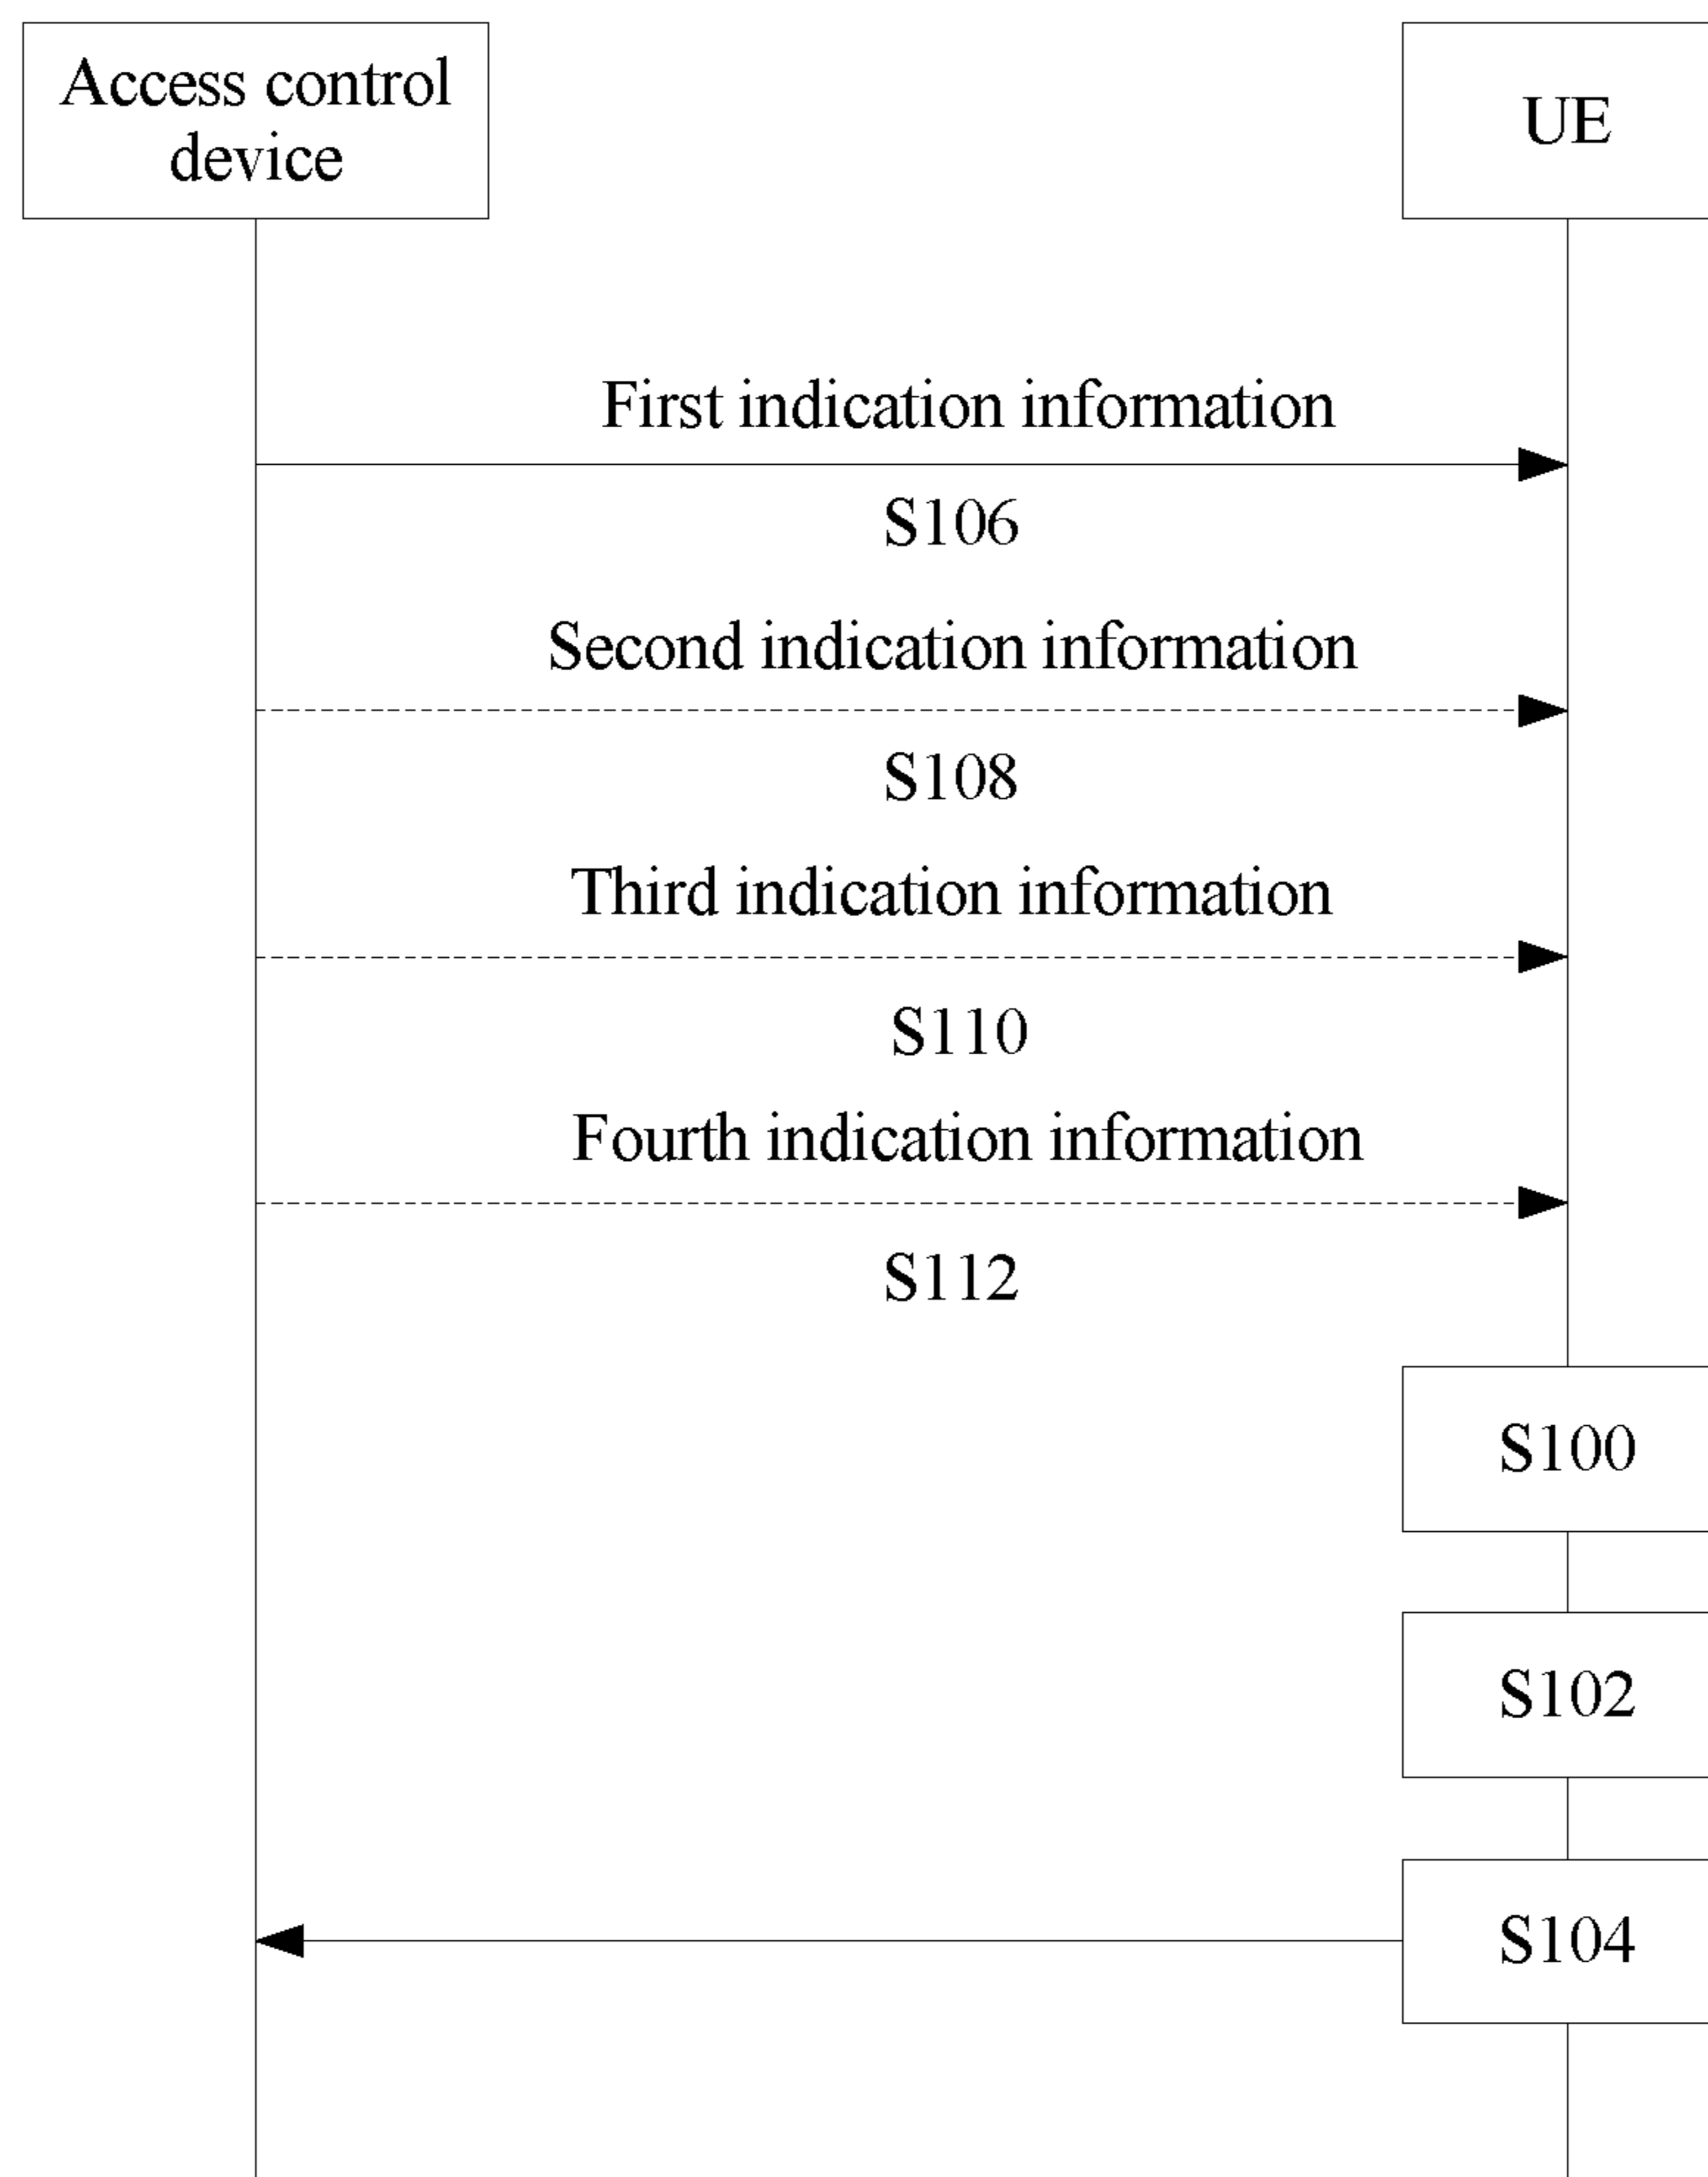 Access control
device
UE
First indication information
S106
Second indication information
S108
Third indication information
S110
Fourth indication information
S112
S100
S102
S104